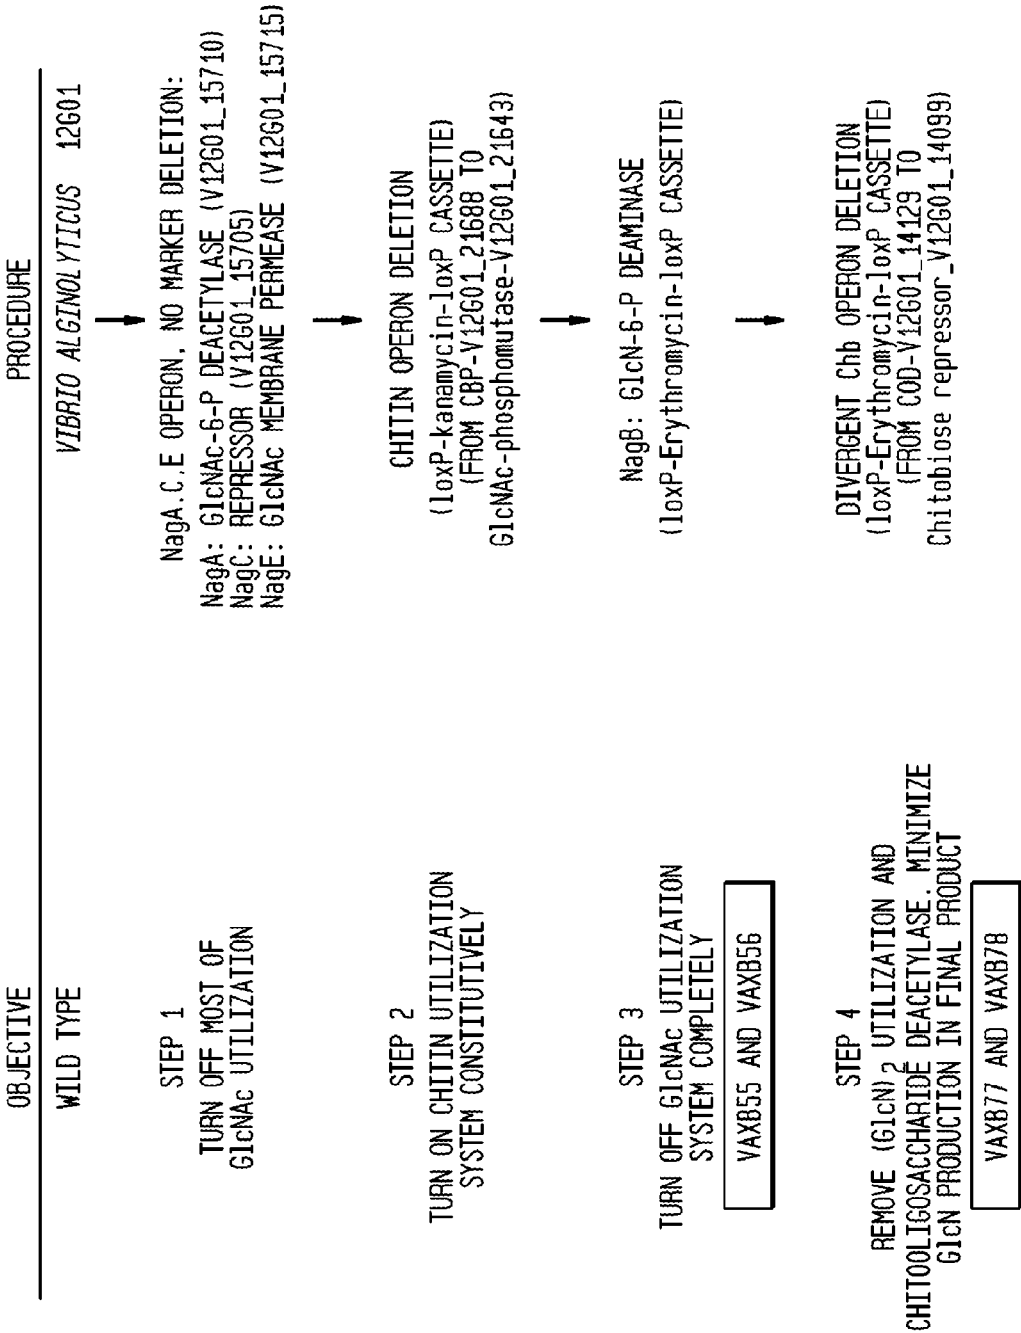 OBJECTIVE
PROCEDURE
WILD TYPE
VIBRIO ALGINOLYTICUS 12G01
STEP 1
TURN OFF MOST OF
GlcNAc UTILIZATION
NagA.C.E OPERON, NO MARKER DELETION:
NagA: GlcNAc-6-P DEACETYLASE (V12G01_15710)
NagC: REPRESSOR (V12G01_15705)
NagE: GlcNAc MEMBRANE PERMEASE (V12G01_15715)
STEP 2
TURN ON CHITIN UTILIZATION
SYSTEM CONSTITUTIVELY
CHITIN OPERON DELETION
(loxP-kanamycin-loxP CASSETTE)
(FROM CBP-V12G01_21688 TO
GlcNAc-phosphomutase-V12G01_21643)
STEP 3
TURN OFF GlcNAc UTILIZATION
SYSTEM COMPLETELY
VAXB55 AND VAXB56
NagB: GlcN-6-P DEAMINASE
(loxP-Erythromycin-loxP CASSETTE)
STEP 4
REMOVE (GlcN)2 UTILIZATION AND
CHITOOLIGOSACCHARIDE DEACETYLASE. MINIMIZE
GlcN PRODUCTION IN FINAL PRODUCT
VAXB77 AND VAXB78
DIVERGENT Chb OPERON DELETION
(loxP-Erythromycin-loxP CASSETTE)
(FROM COD-V12G01_14129 TO
Chitobiose repressor_V12G01_14099)